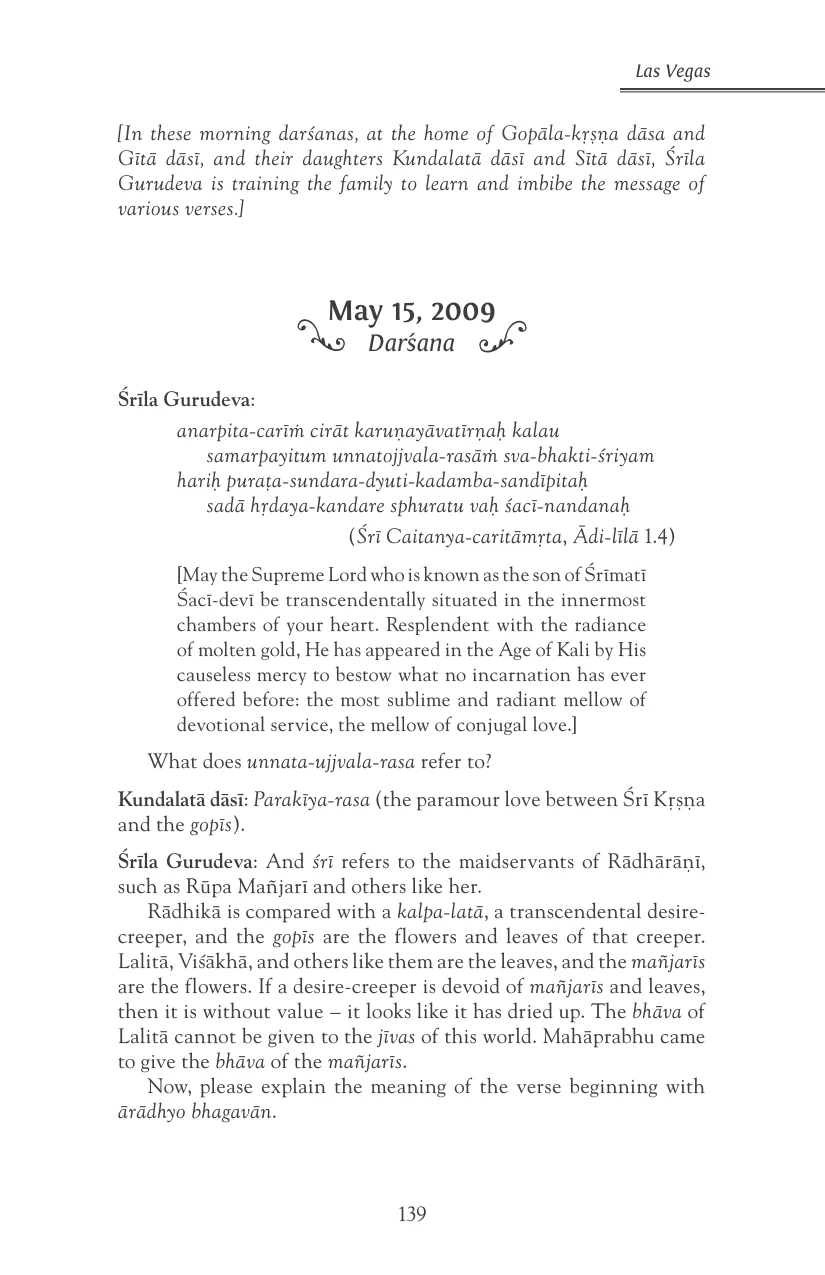 Las Vegas
[In these morning darśanas, at the home of Gopāla-kṛṣṇa dāsa and
Gītā dāsī, and their daughters Kundalatā dāsī and Sītā dāsī, Śrīla
Gurudeva is training the family to learn and imbibe the message of
various verses.]
May 15, 2009
Darśana
Śrīla Gurudeva:
anarpita-carīṁ cirāt karuṇayāvatīrṇaḥ kalau
samarpayitum unnatojjvala-rasāṁ sva-bhakti-śriyam
hariḥ puraṭa-sundara-dyuti-kadamba-sandīpitaḥ
sadā hṛdaya-kandare sphuratu vaḥ śacī-nandanaḥ
(Śrī Caitanya-caritāmṛta, Ādi-līlā 1.4)
[May the Supreme Lord who is known as the son of Śrīmatī
Śacī-devī be transcendentally situated in the innermost
chambers of your heart. Resplendent with the radiance
of molten gold, He has appeared in the Age of Kali by His
causeless mercy to bestow what no incarnation has ever
offered before: the most sublime and radiant mellow of
devotional service, the mellow of conjugal love.]
What does unnata-ujjvala-rasa refer to?
Kundalatā dāsī: Parakīya-rasa (the paramour love between Śrī Kṛṣṇa
and the gopīs).
Śrīla Gurudeva: And śrī refers to the maidservants of Rādhārāṇī,
such as Rūpa Mañjarī and others like her.
Rādhikā is compared with a kalpa-latā, a transcendental desire-
creeper, and the gopīs are the flowers and leaves of that creeper.
Lalitā, Viśākhā, and others like them are the leaves, and the mañjarīs
are the flowers. If a desire-creeper is devoid of mañjarīs and leaves,
then it is without value – it looks like it has dried up. The bhāva of
Lalitā cannot be given to the jīvas of this world. Mahāprabhu came
to give the bhāva of the mañjarīs.
Now, please explain the meaning of the verse beginning with
ārādhyo bhagavān.
139